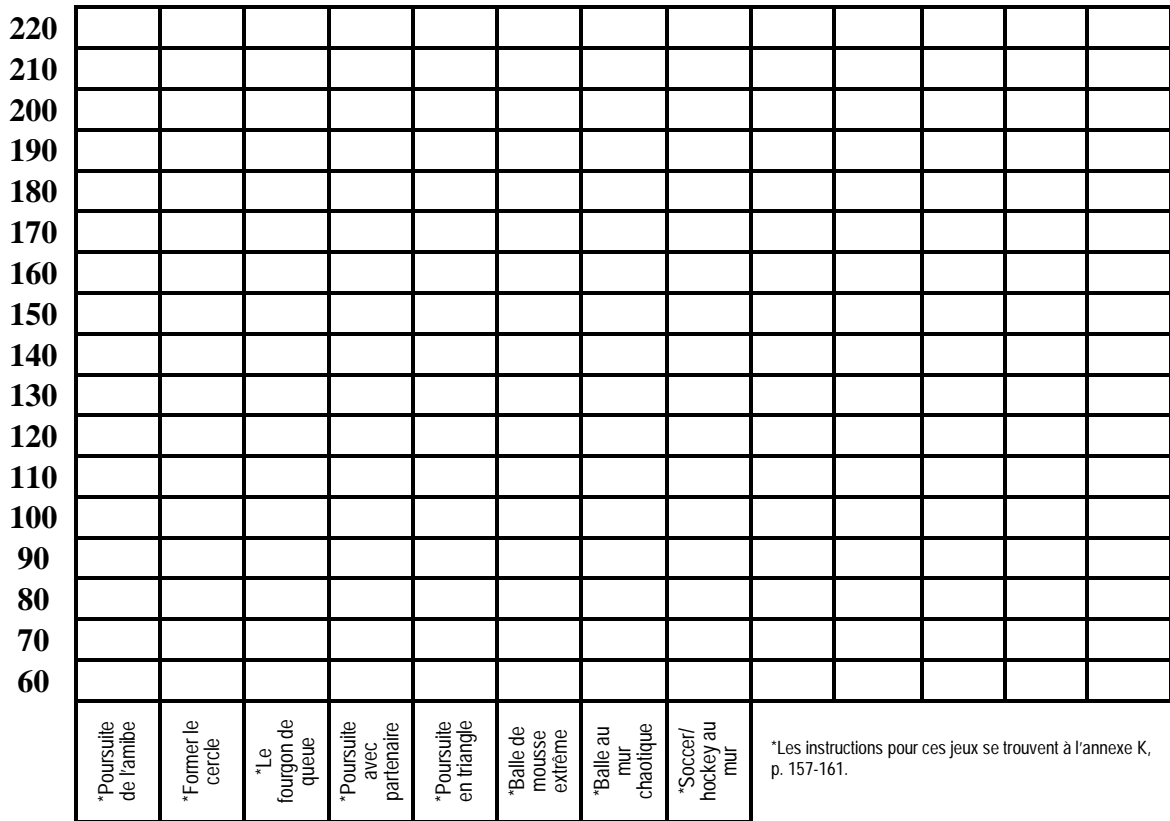 220
210
200
190
180
170
160
150
140
130
120
110
100
90
80
70
60
*Poursuite
de l'amibe
*Former le
cercle
*Le
fourgon de
queue
*Poursuite
avec
partenaire
*Poursuite
en triangle
*Balle de
mousse
extrême
*Balle au
mur
chaotique
*Soccer/
hockey au
mur
*Les instructions pour ces jeux se trouvent à l'annexe K,
p. 157-161.